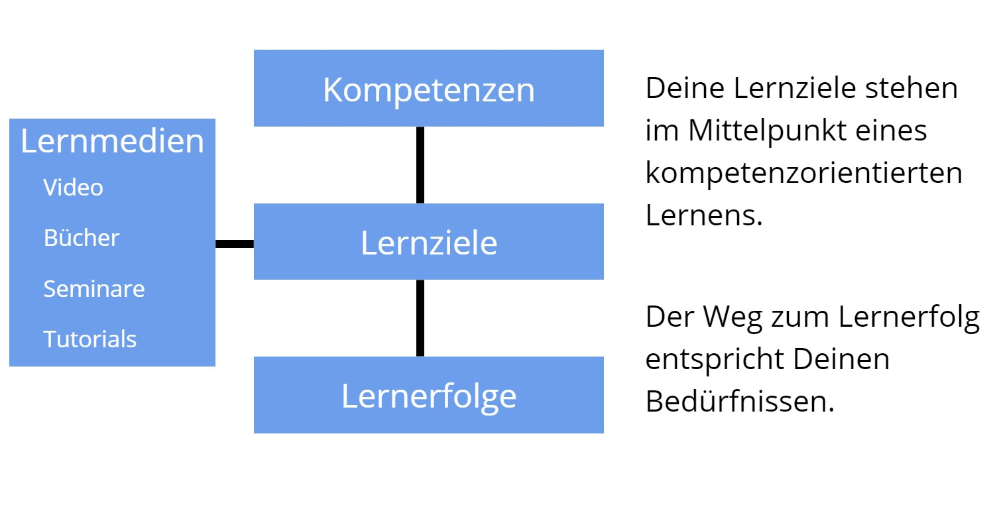 Kompetenzen
Lernmedien
Video
Bücher
Seminare
Tutorials
Lernziele
Lernerfolge
Deine Lernziele stehen
im Mittelpunkt eines
kompetenzorientierten
Lernens.
Der Weg zum Lernerfolg
entspricht Deinen
Bedürfnissen.